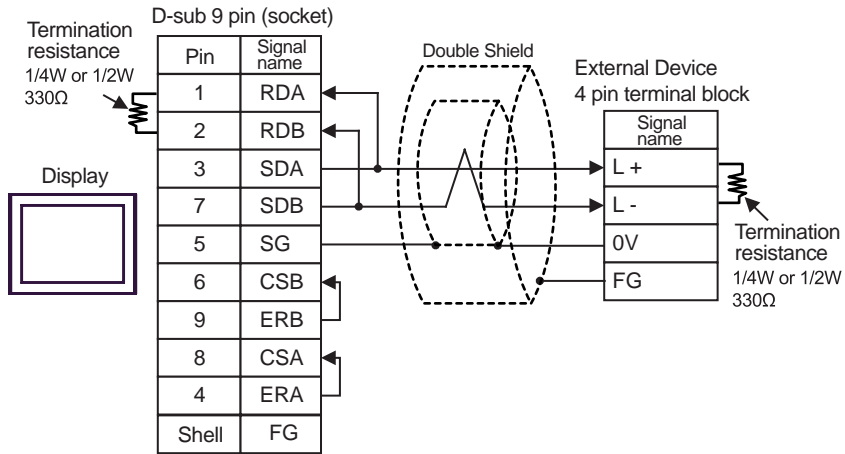 D-sub 9 pin (socket)
Termination
resistance
1/4W or 1/2W
330Ω
Display
Pin Signal name
1 RDA
2 RDB
3 SDA
7 SDB
5 SG
6 CSB
9 ERB
8 CSA
4 ERA
Shell FG
Double Shield
External Device
4 pin terminal block
Signal
name
L +
L -
0V
FG
Termination
resistance
1/4W or 1/2W
330Ω